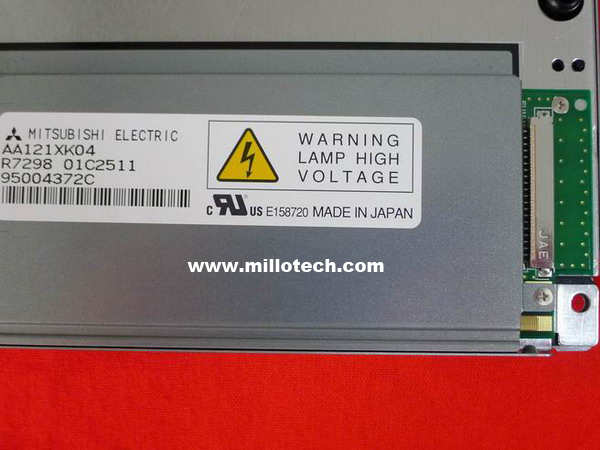 MITSUBISHI ELECTRIC
AA121XK04
R7298 01C2511
95004372C
WARNING
LAMP HIGH
VOLTAGE
c RU US E158720 MADE IN JAPAN
www.millotech.com
JAE